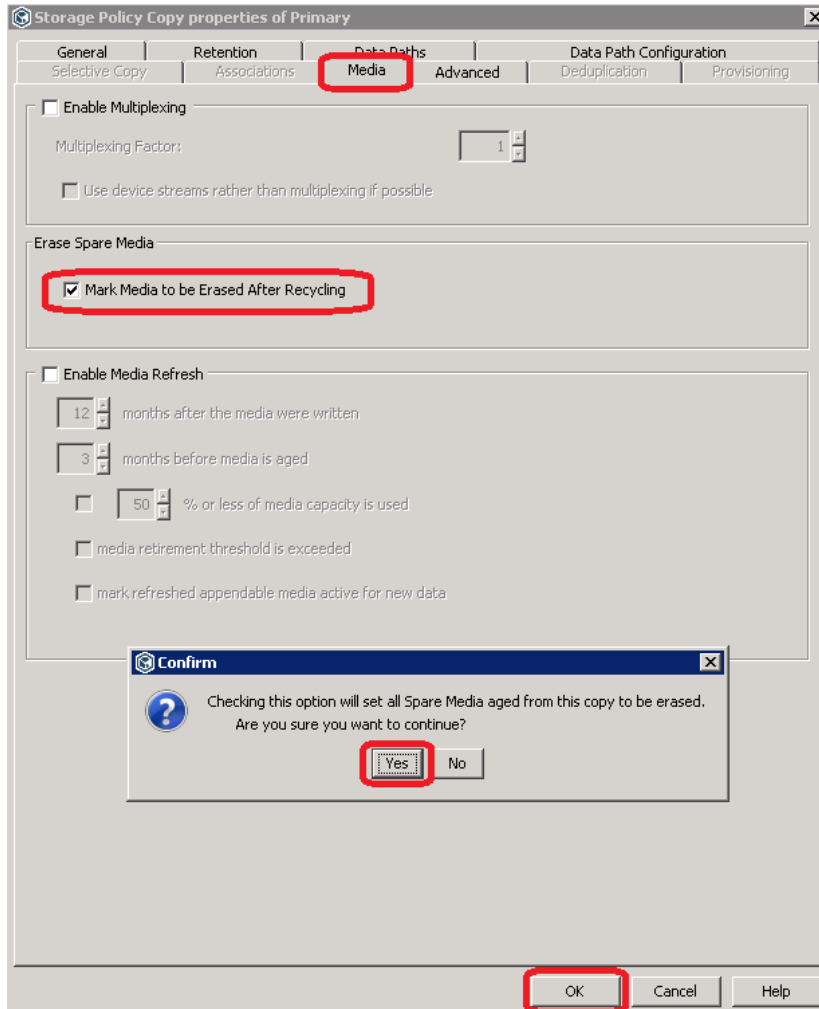 Storage Policy Copy properties of Primary
General Retention Data Paths Data Path Configuration
Selective Copy Associations Media Advanced Deduplication Provisioning
Enable Multiplexing
Multiplexing Factor: 1
Use device streams rather than multiplexing if possible
Erase Spare Media
Mark Media to be Erased After Recycling
Enable Media Refresh
12 months after the media were written
3 months before media is aged
50 % or less of media capacity is used
media retirement threshold is exceeded
mark refreshed appendable media active for new data
Confirm
Checking this option will set all Spare Media aged from this copy to be erased.
Are you sure you want to continue?
Yes No
OK Cancel Help